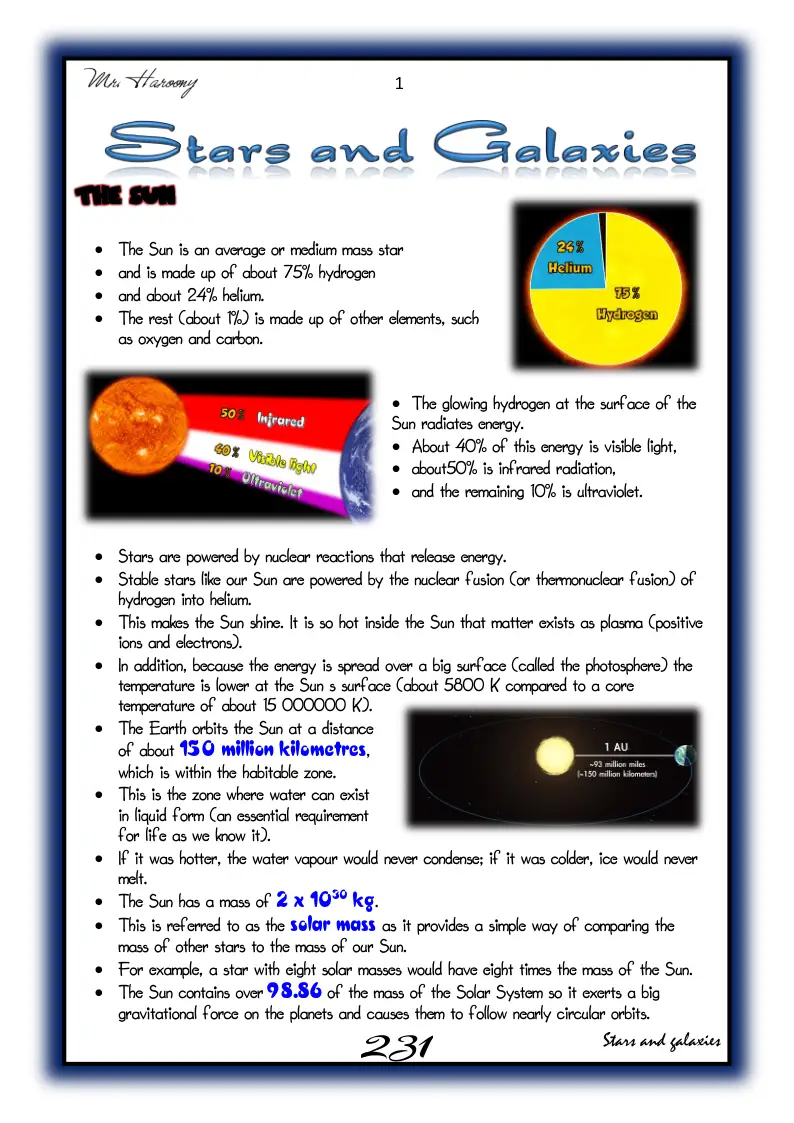 Mr. Haroony
1
Stars and Galaxies
THE SUN
• The Sun is an average or medium mass star
• and is made up of about 75% hydrogen
• and about 24% helium.
• The rest (about 1%) is made up of other elements, such
as oxygen and carbon.
24%
Helium
75%
Hydrogen
50% Infrared
40% Visible light
10% Ultraviolet
• The glowing hydrogen at the surface of the
Sun radiates energy.
• About 40% of this energy is visible light,
• about50% is infrared radiation,
• and the remaining 10% is ultraviolet.
• Stars are powered by nuclear reactions that release energy.
• Stable stars like our Sun are powered by the nuclear fusion (or thermonuclear fusion) of
hydrogen into helium.
• This makes the Sun shine. It is so hot inside the Sun that matter exists as plasma (positive
ions and electrons).
• In addition, because the energy is spread over a big surface (called the photosphere) the
temperature is lower at the Sun s surface (about 5800 K compared to a core
temperature of about 15 000000 K).
• The Earth orbits the Sun at a distance
of about 150 million kilometres,
which is within the habitable zone.
• This is the zone where water can exist
in liquid form (an essential requirement
for life as we know it).
1 AU
~93 million miles
(~150 million kilometers)
• If it was hotter, the water vapour would never condense; if it was colder, ice would never
melt.
• The Sun has a mass of 2 x 10³⁰ kg.
• This is referred to as the solar mass as it provides a simple way of comparing the
mass of other stars to the mass of our Sun.
• For example, a star with eight solar masses would have eight times the mass of the Sun.
• The Sun contains over 98.86 of the mass of the Solar System so it exerts a big
gravitational force on the planets and causes them to follow nearly circular orbits.
231
Stars and galaxies